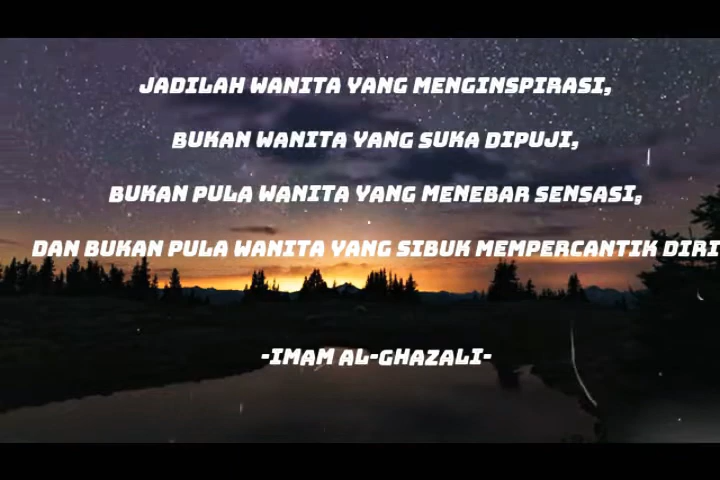 JADILAH WANITA YANG MENGINSPIRASI,
BUKAN WANITA YANG SUKA DIPUJI,
BUKAN PULA WANITA YANG MENEBAR SENSASI,
DAN BUKAN PULA WANITA YANG SIBUK MEMPERCANTIK DIRI
-IMAM AL-GHAZALI-